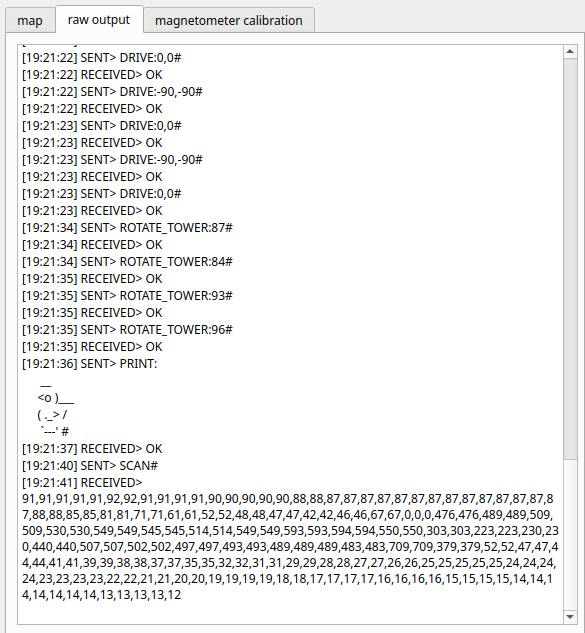 map
raw output
magnetometer calibration
[19:21:22] SENT> DRIVE:0,0#
[19:21:22] RECEIVED> OK
[19:21:22] SENT> DRIVE:-90,-90#
[19:21:22] RECEIVED> OK
[19:21:23] SENT> DRIVE:0,0#
[19:21:23] RECEIVED> OK
[19:21:23] SENT> DRIVE:-90,-90#
[19:21:23] RECEIVED> OK
[19:21:23] SENT> DRIVE:0,0#
[19:21:23] RECEIVED> OK
[19:21:34] SENT> ROTATE_TOWER:87#
[19:21:34] RECEIVED> OK
[19:21:34] SENT> ROTATE_TOWER:84#
[19:21:35] RECEIVED> OK
[19:21:35] SENT> ROTATE_TOWER:93#
[19:21:35] RECEIVED> OK
[19:21:35] SENT> ROTATE_TOWER:96#
[19:21:35] RECEIVED> OK
[19:21:36] SENT> PRINT:
__
<o )___
( ._> /
`---' #
[19:21:37] RECEIVED> OK
[19:21:40] SENT> SCAN#
[19:21:41] RECEIVED>
91,91,91,91,91,92,92,91,91,91,91,90,90,90,90,90,88,88,87,87,87,87,87,87,87,87,87,87,87,87,87,8
7,88,88,85,85,81,81,71,71,61,61,52,52,48,48,47,47,42,42,46,46,67,67,0,0,0,476,476,489,489,509,
509,530,530,549,549,545,545,514,514,549,549,593,593,594,594,550,550,303,303,223,223,230,23
0,440,440,507,507,502,502,497,497,493,493,489,489,489,483,483,709,709,379,379,52,52,47,47,4
4,44,41,41,39,39,38,38,37,37,35,35,32,32,31,31,29,29,28,28,27,27,26,26,25,25,25,25,25,24,24,24,
24,23,23,23,23,22,22,21,21,20,20,19,19,19,19,18,18,17,17,17,17,16,16,16,16,15,15,15,15,14,14,1
4,14,14,14,14,13,13,13,13,12